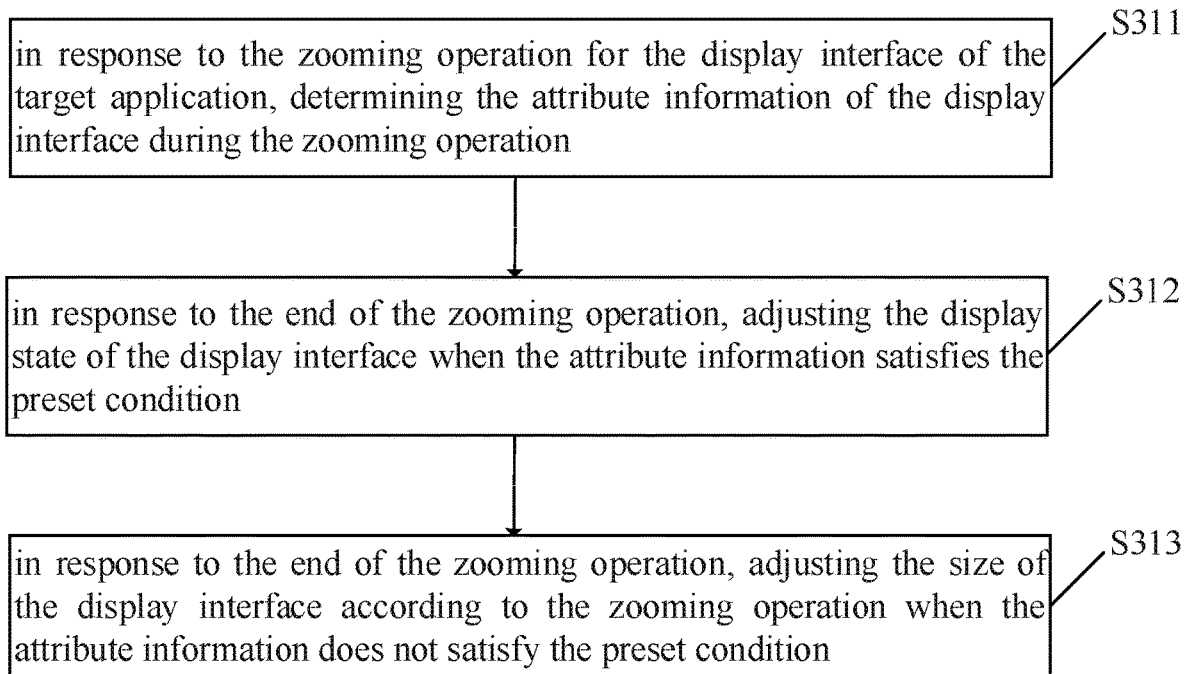 S311
in response to the zooming operation for the display interface of the
target application, determining the attribute information of the display
interface during the zooming operation
S312
in response to the end of the zooming operation, adjusting the display
state of the display interface when the attribute information satisfies the
preset condition
S313
in response to the end of the zooming operation, adjusting the size of
the display interface according to the zooming operation when the
attribute information does not satisfy the preset condition